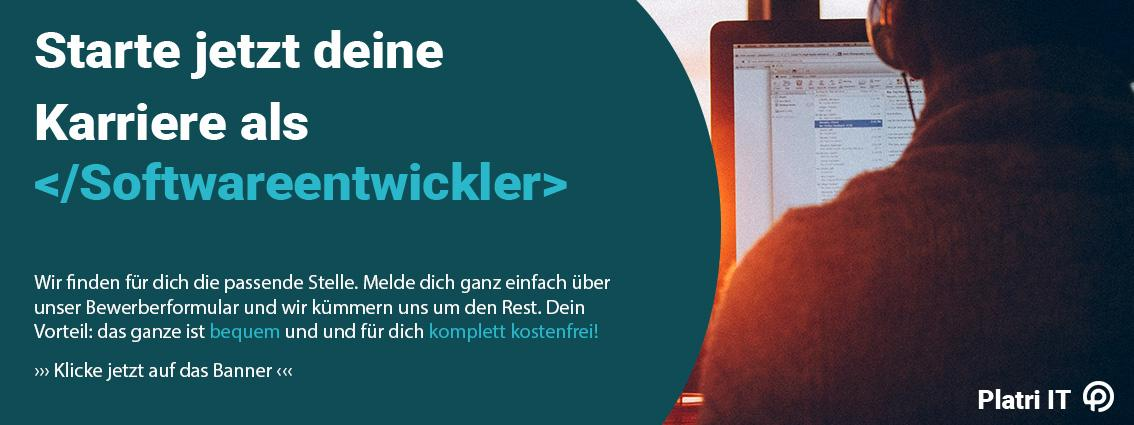 Starte jetzt deine
Karriere als
</Softwareentwickler>
Wir finden für dich die passende Stelle. Melde dich ganz einfach über
unser Bewerberformular und wir kümmern uns um den Rest. Dein
Vorteil: das ganze ist bequem und und für dich komplett kostenfrei!
››› Klicke jetzt auf das Banner ‹‹‹
Platri IT